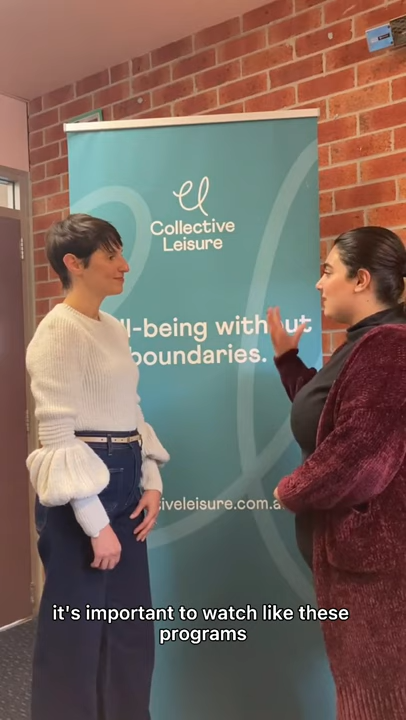 Collective
Leisure
ll-being without
boundaries.
iveleisure.com.a
it's important to watch like these
programs